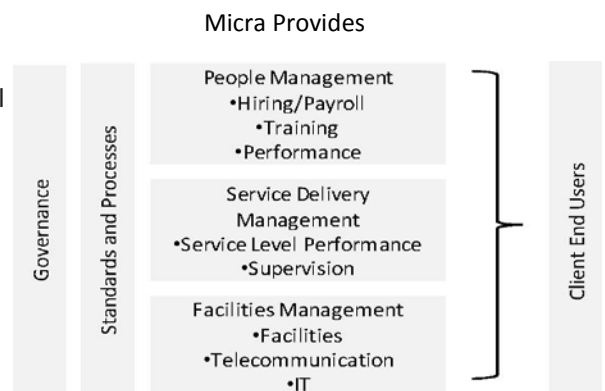 Micra Provides
l
Governance
Standards and Processes
People Management
•Hiring/Payroll
•Training
•Performance
Service Delivery
Management
•Service Level Performance
•Supervision
Facilities Management
•Facilities
•Telecommunication
•IT
Client End Users